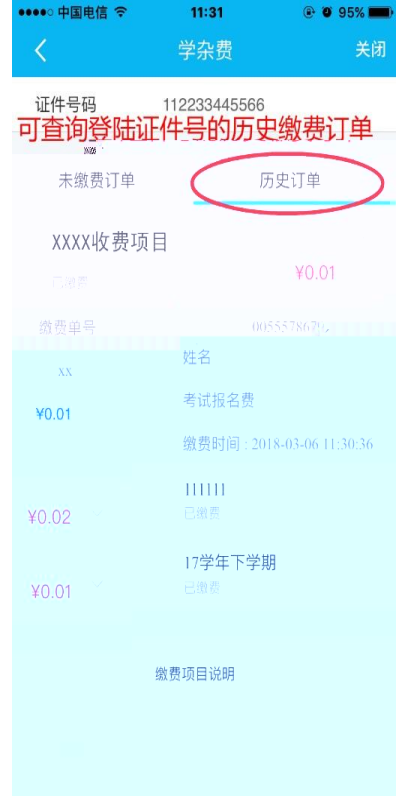 中国电信 11:31 95%
学杂费 关闭
证件号码 112233445566
可查询登陆证件号的历史缴费订单
未缴费订单 历史订单
XXXX收费项目
已缴费 ¥0.01
缴费单号
姓名
xx
考试报名费
¥0.01
缴费时间 : 2018-03-06 11:30:36
111111
¥0.02 已缴费
17学年下学期
¥0.01 已缴费
缴费项目说明